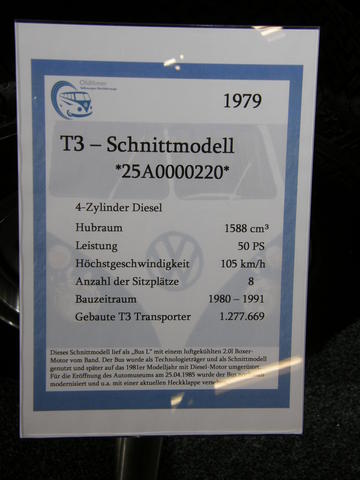 Oldtimer
Volkswagen Nutzfahrzeuge
1979
T3 – Schnittmodell
*25A0000220*
4-Zylinder Diesel
Hubraum 1588 cm³
Leistung 50 PS
Höchstgeschwindigkeit 105 km/h
Anzahl der Sitzplätze 8
Bauzeitraum 1980 – 1991
Gebaute T3 Transporter 1.277.669
Dieses Schnittmodell lief als „Bus L" mit einem luftgekühlten 2.0l Boxer-
Motor vom Band. Der Bus wurde als Technologieträger und als Schnittmodell
genutzt und später auf das 1981er Modelljahr mit Diesel-Motor umgerüstet.
Für die Eröffnung des Automuseums am 25.04.1985 wurde der Bus
modernisiert und u.a. mit einer aktuellen Heckklappe